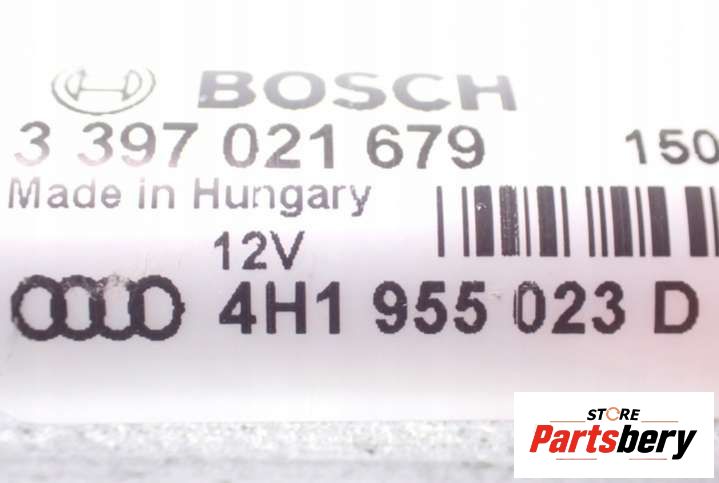 BOSCH
3 397 021 679 150
Made in Hungary
12V
4H1 955 023 D
STORE
Partsbery